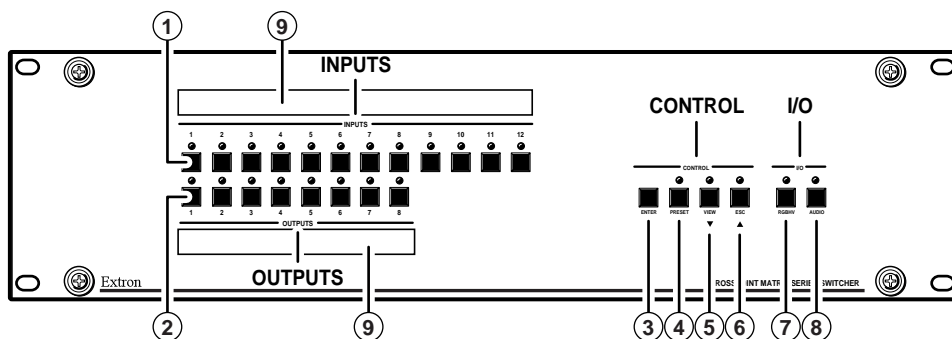 1 9
INPUTS
CONTROL I/O
INPUTS
1 2 3 4 5 6 7 8 9 10 11 12
CONTROL I/O
ENTER PRESET VIEW ESC RGBHV AUDIO
1 2 3 4 5 6 7 8
OUTPUTS
OUTPUTS
Extron
SWITCHER
2 9 3 4 5 6 7 8